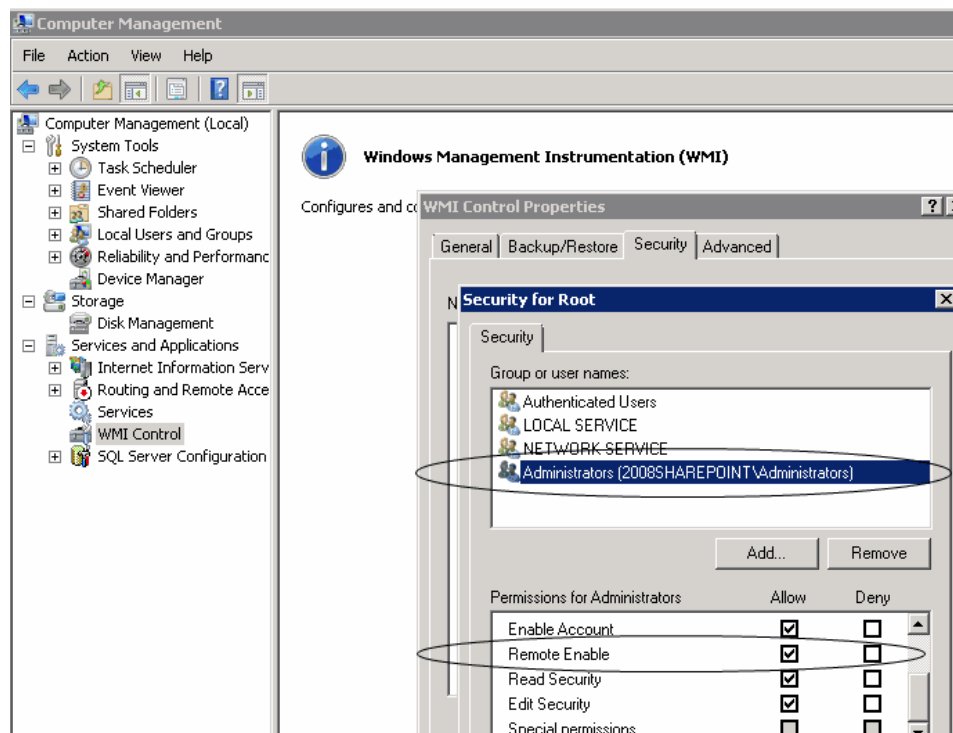 Computer Management
File Action View Help
Computer Management (Local)
System Tools
Task Scheduler
Event Viewer
Shared Folders
Local Users and Groups
Reliability and Performanc
Device Manager
Storage
Disk Management
Services and Applications
Internet Information Serv
Routing and Remote Acce
Services
WMI Control
SQL Server Configuration
Windows Management Instrumentation (WMI)
Configures and co
WMI Control Properties
General Backup/Restore Security Advanced
N
Security for Root
Security
Group or user names:
Authenticated Users
LOCAL SERVICE
NETWORK SERVICE
Administrators (2008SHAREPOINT\Administrators)
Add... Remove
Permissions for Administrators Allow Deny
Enable Account
Remote Enable
Read Security
Edit Security
Special permissions